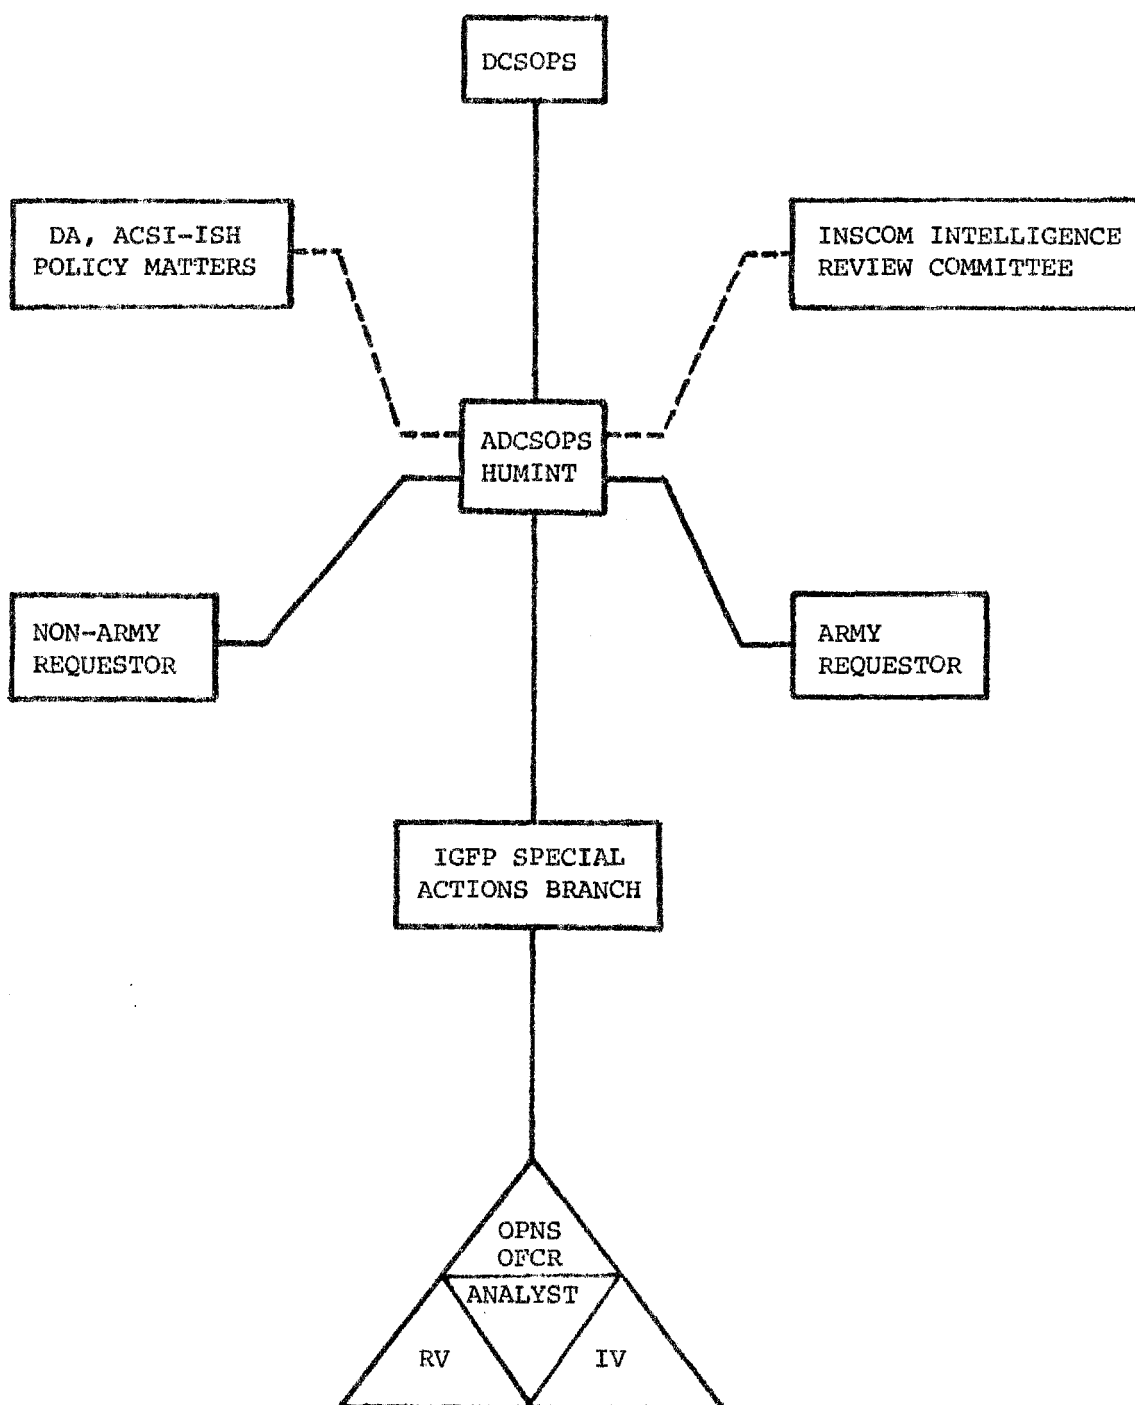 DCSOPS
DA, ACSI-ISH
POLICY MATTERS
INSCOM INTELLIGENCE
REVIEW COMMITTEE
ADCSOPS
HUMINT
NON-ARMY
REQUESTOR
ARMY
REQUESTOR
IGFP SPECIAL
ACTIONS BRANCH
OPNS
OFCR
ANALYST
RV
IV